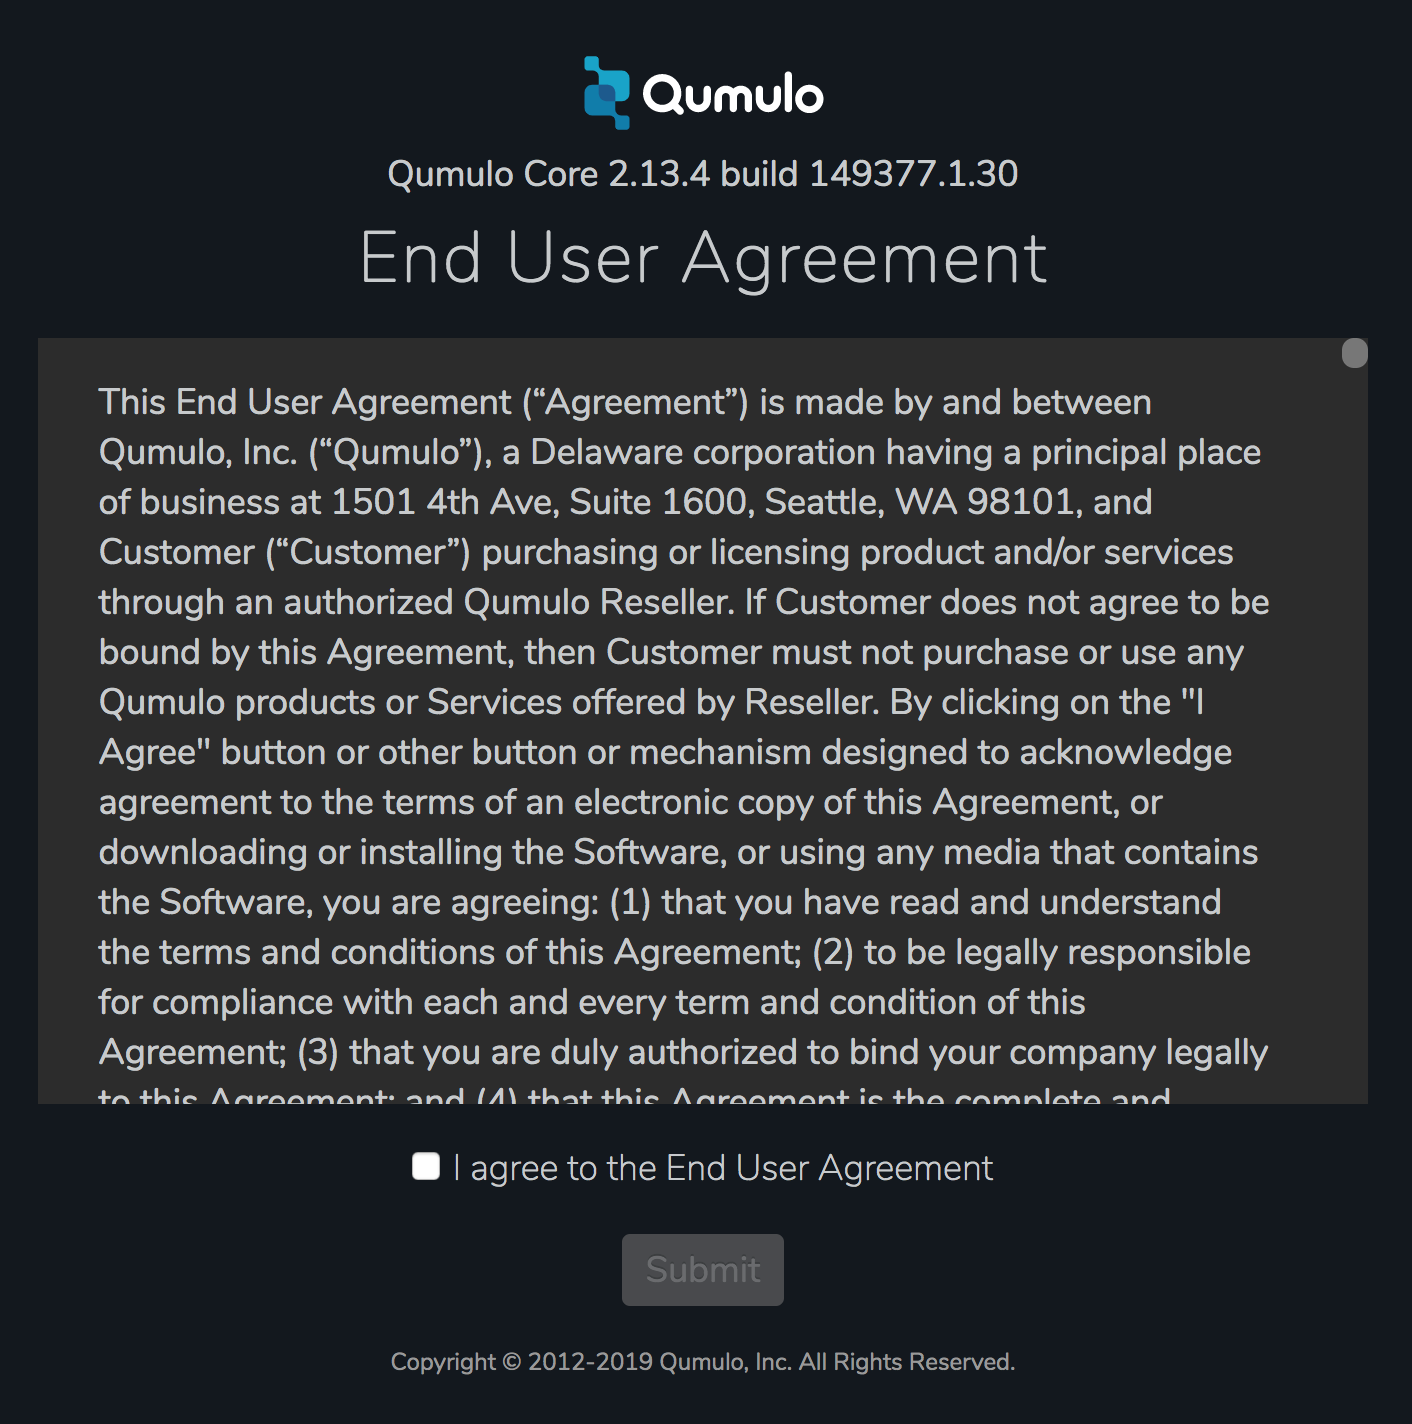 Qumulo
Qumulo Core 2.13.4 build 149377.1.30
End User Agreement
This End User Agreement (“Agreement”) is made by and between
Qumulo, Inc. (“Qumulo”), a Delaware corporation having a principal place
of business at 1501 4th Ave, Suite 1600, Seattle, WA 98101, and
Customer (“Customer”) purchasing or licensing product and/or services
through an authorized Qumulo Reseller. If Customer does not agree to be
bound by this Agreement, then Customer must not purchase or use any
Qumulo products or Services offered by Reseller. By clicking on the "I
Agree" button or other button or mechanism designed to acknowledge
agreement to the terms of an electronic copy of this Agreement, or
downloading or installing the Software, or using any media that contains
the Software, you are agreeing: (1) that you have read and understand
the terms and conditions of this Agreement; (2) to be legally responsible
for compliance with each and every term and condition of this
Agreement; (3) that you are duly authorized to bind your company legally
to this Agreement; and (4) that this Agreement is the complete and
I agree to the End User Agreement
Submit
Copyright © 2012-2019 Qumulo, Inc. All Rights Reserved.